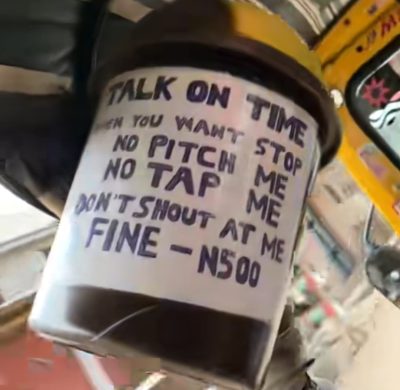 TALK ON TIME
WHEN YOU WANT STOP
NO PITCH ME
NO TAP ME
DON'T SHOUT AT ME
FINE - N500